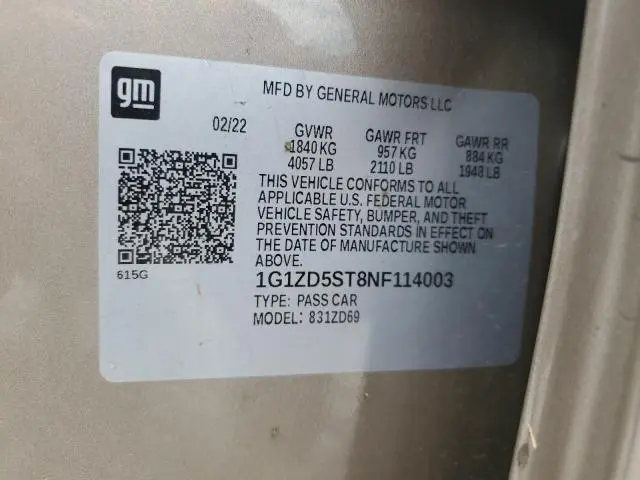 gm
MFD BY GENERAL MOTORS LLC
02/22 GVWR GAWR FRT GAWR RR
1840 KG 957 KG 884 KG
4057 LB 2110 LB 1948 LB
THIS VEHICLE CONFORMS TO ALL
APPLICABLE U.S. FEDERAL MOTOR
VEHICLE SAFETY, BUMPER, AND THEFT
PREVENTION STANDARDS IN EFFECT ON
THE DATE OF MANUFACTURE SHOWN
ABOVE.
615G
1G1ZD5ST8NF114003
TYPE: PASS CAR
MODEL: 831ZD69